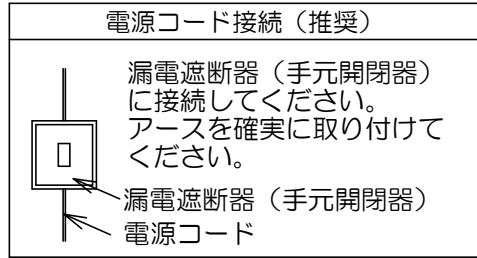 電源コード接続（推奨）
漏電遮断器（手元開閉器）
に接続してください。
アースを確実に取り付けて
ください。
漏電遮断器（手元開閉器）
電源コード